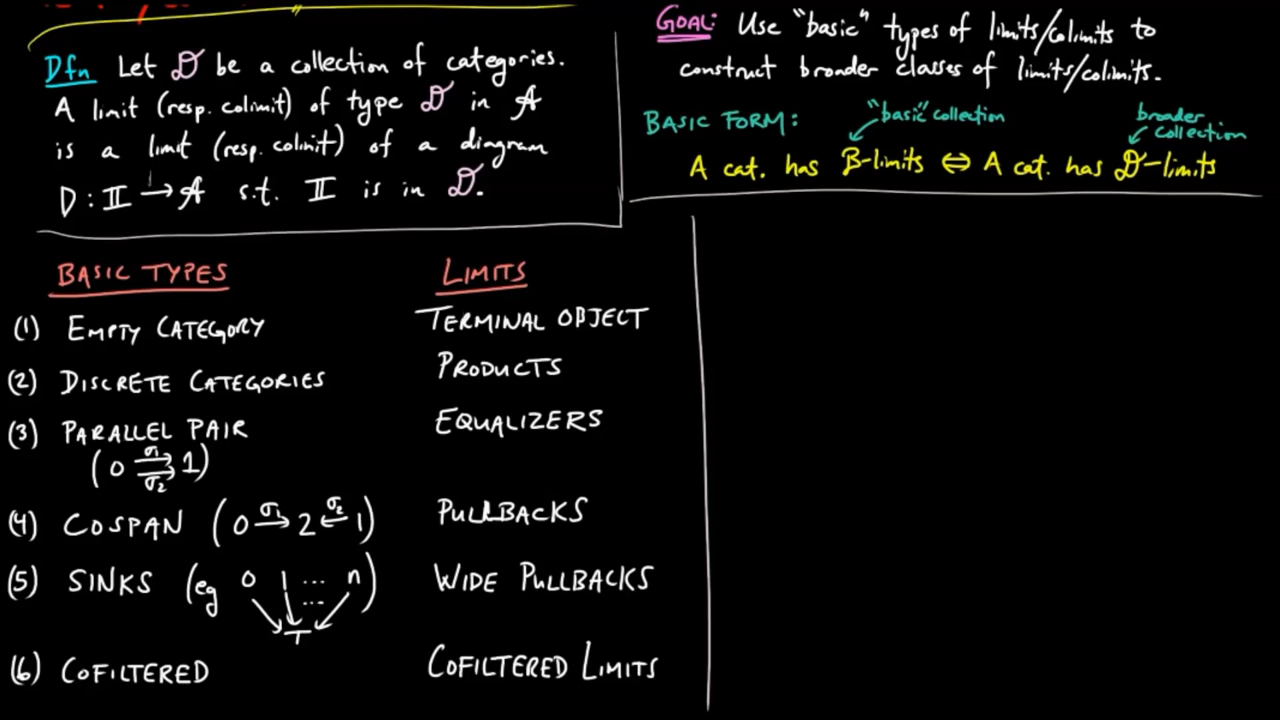 Dfn Let 𝒟 be a collection of categories.
A limit (resp. colimit) of type 𝒟 in 𝒜
is a limit (resp. colimit) of a diagram
D : 𝕀 → 𝒜 s.t. 𝕀 is in 𝒟.
GOAL: Use "basic" types of limits/colimits to
construct broader classes of limits/colimits.
BASIC FORM:
"basic" collection
broader
collection
A cat. has B-limits ⇔ A cat. has 𝒟-limits
BASIC TYPES
LIMITS
(1) EMPTY CATEGORY
TERMINAL OBJECT
(2) DISCRETE CATEGORIES
PRODUCTS
(3) PARALLEL PAIR
EQUALIZERS
(0 ⇉ 1)
σ1
σ2
(4) COSPAN (0 σ1→ 2 ←σ2 1)
PULLBACKS
(5) SINKS (eg 0 1 ... n)
...
T
WIDE PULLBACKS
(6) COFILTERED
COFILTERED LIMITS